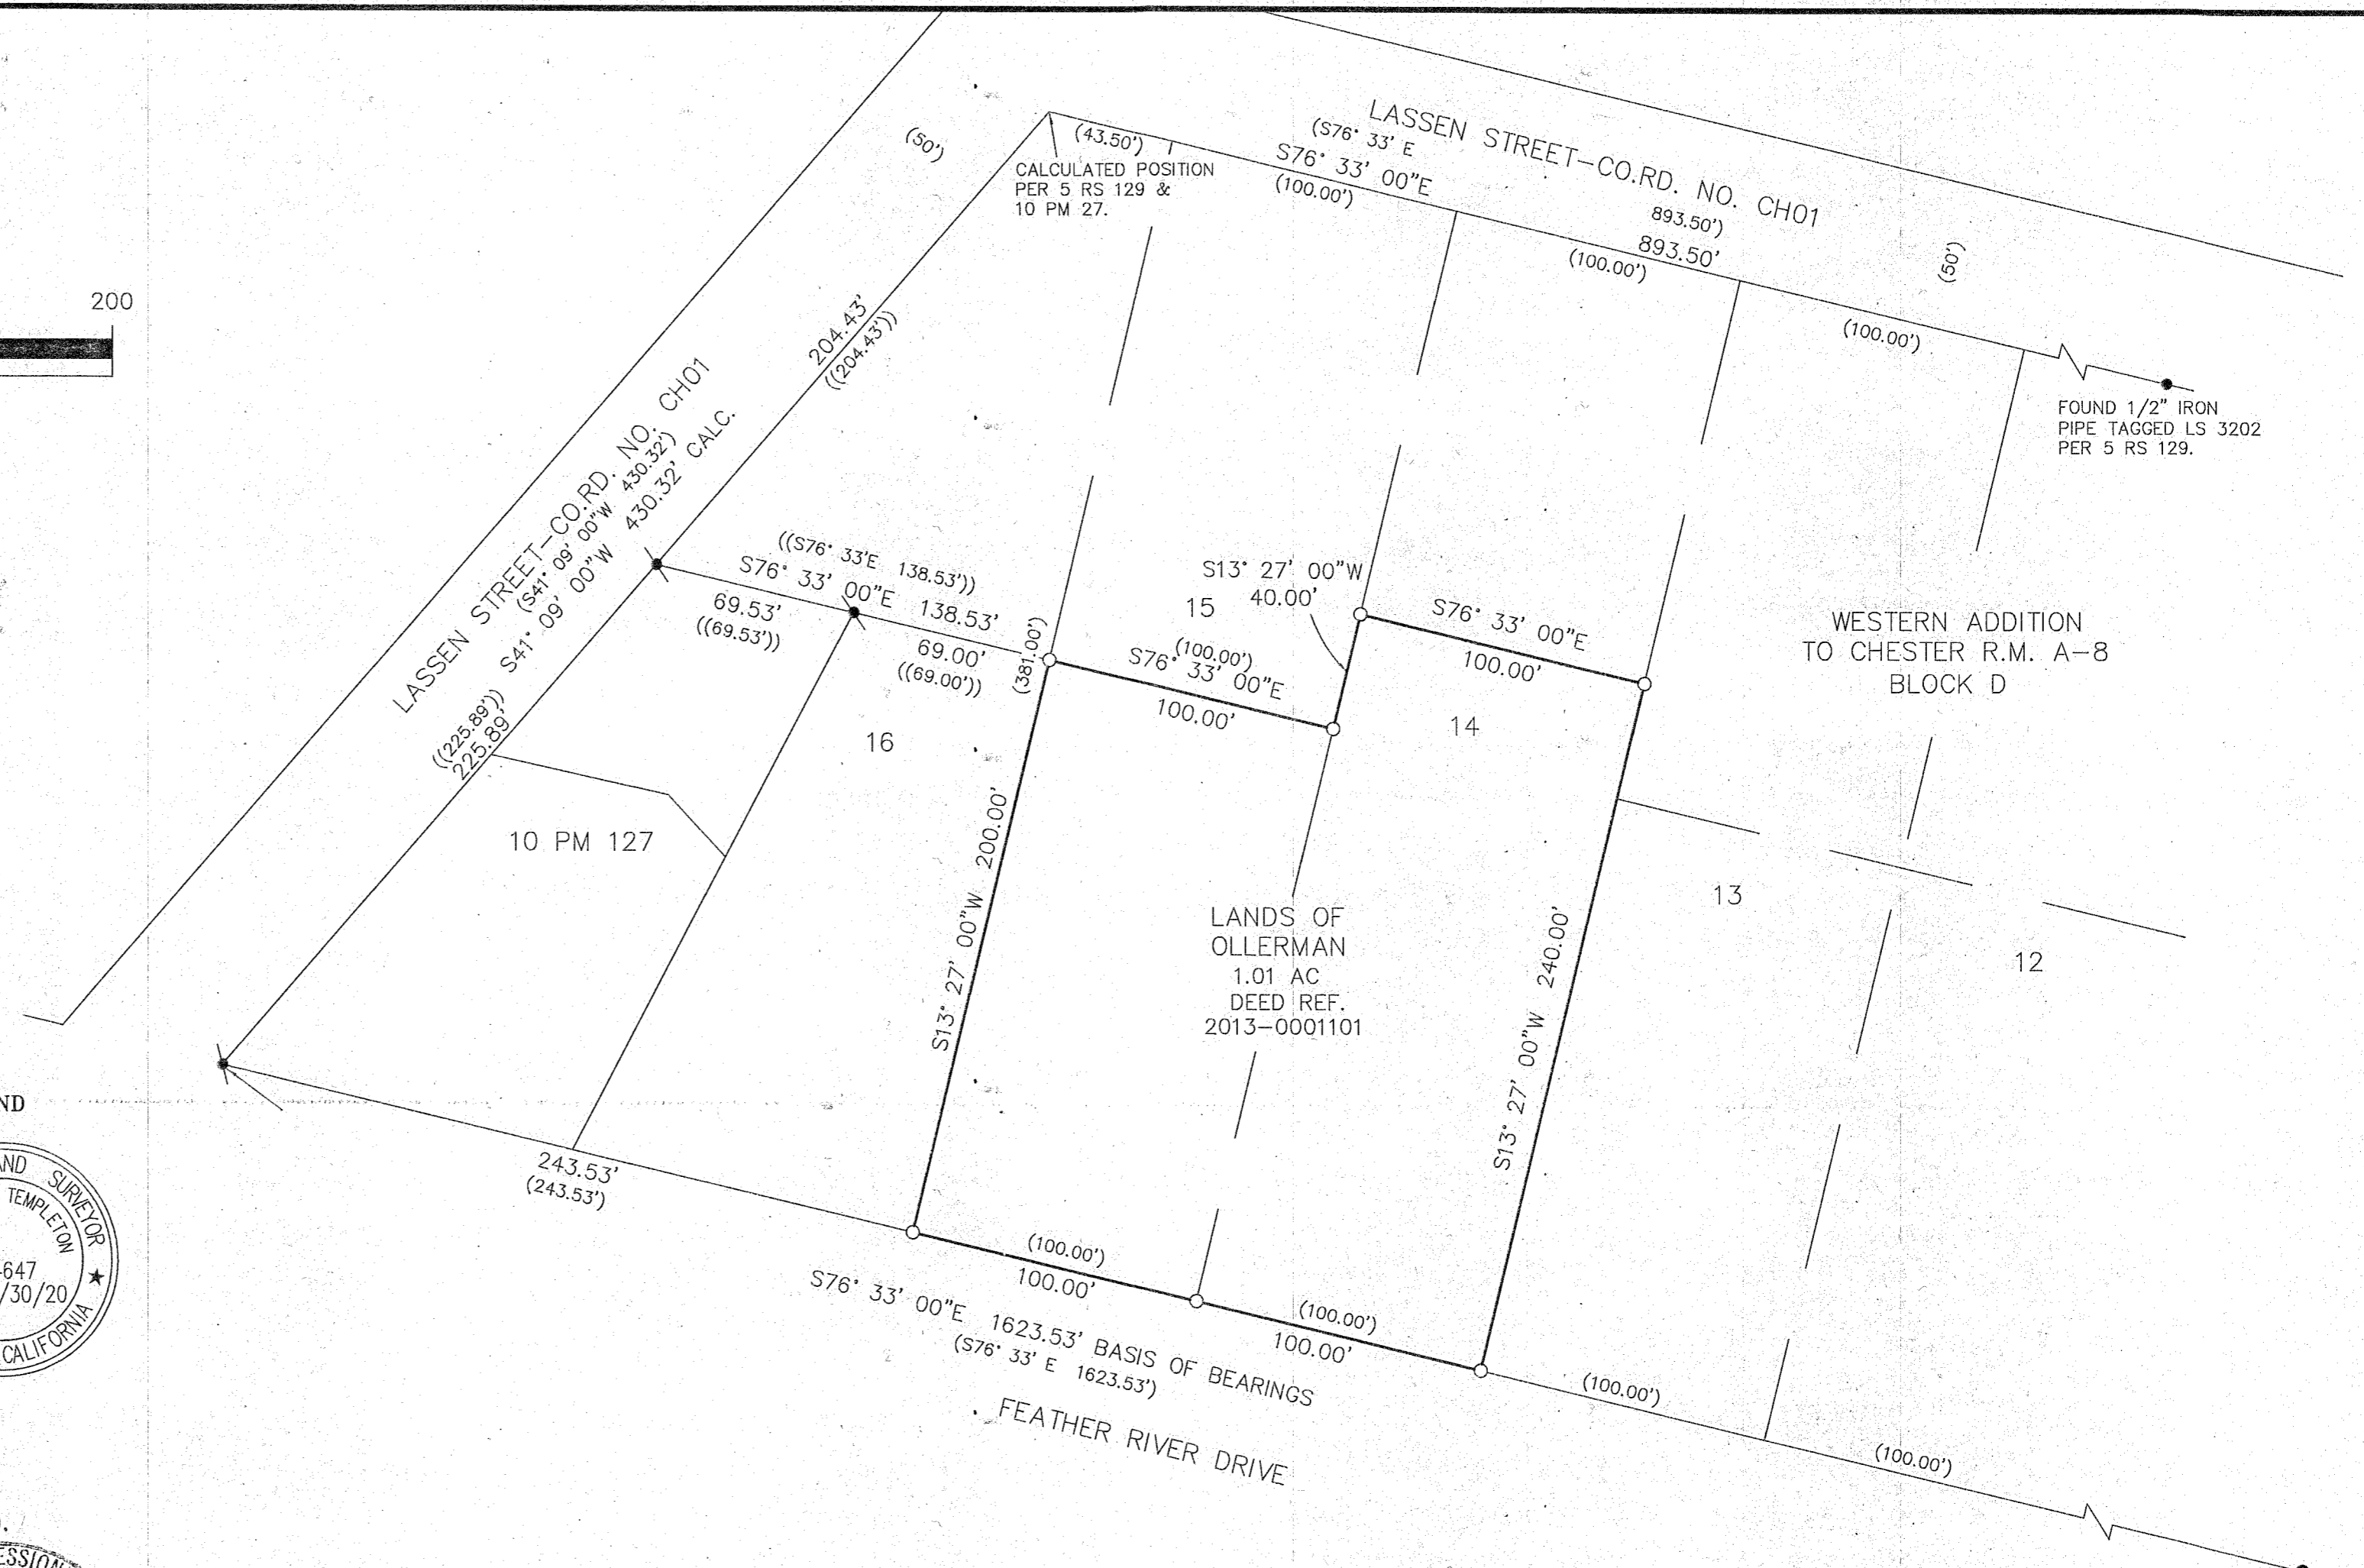 200
(50')
(43.50')
CALCULATED POSITION
PER 5 RS 129 &
10 PM 27.
LASSEN STREET-CO.RD. NO. CH01
(S76° 33' E
893.50')
S76° 33' 00"E
893.50'
(100.00')
(100.00')
(100.00')
(50')
FOUND 1/2" IRON
PIPE TAGGED LS 3202
PER 5 RS 129.
204.43'
((204.43'))
LASSEN STREET-CO.RD. NO. CH01
(S41° 09' 00"W 430.32')
S41° 09' 00"W 430.32' CALC.
((225.89'))
225.89'
((S76° 33'E 138.53'))
S76° 33' 00"E 138.53'
69.53'
((69.53'))
69.00'
((69.00'))
(381.00')
S13° 27' 00"W
40.00'
15
(100.00')
S76° 33' 00"E
100.00'
S76° 33' 00"E
100.00'
14
16
WESTERN ADDITION
TO CHESTER R.M. A-8
BLOCK D
10 PM 127
S13° 27' 00"W 200.00'
LANDS OF
OLLERMAN
1.01 AC
DEED REF.
2013-0001101
S13° 27' 00"W 240.00'
13
12
243.53'
(243.53')
(100.00')
100.00'
(100.00')
100.00'
(100.00')
(100.00')
S76° 33' 00"E 1623.53' BASIS OF BEARINGS
(S76° 33' E 1623.53')
FEATHER RIVER DRIVE
ND
AND SURVEYOR
TEMPLETON
647
/30/20
CALIFORNIA
ESSION